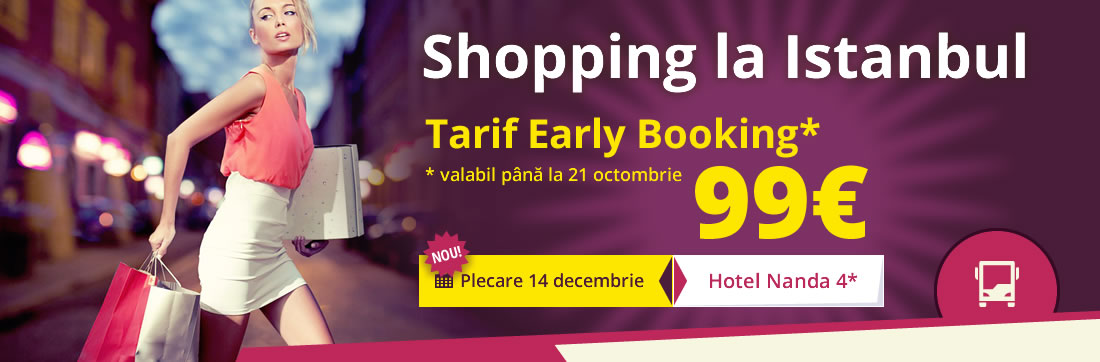 Shopping la Istanbul
Tarif Early Booking*
* valabil până la 21 octombrie
99€
NOU!
Plecare 14 decembrie
Hotel Nanda 4*